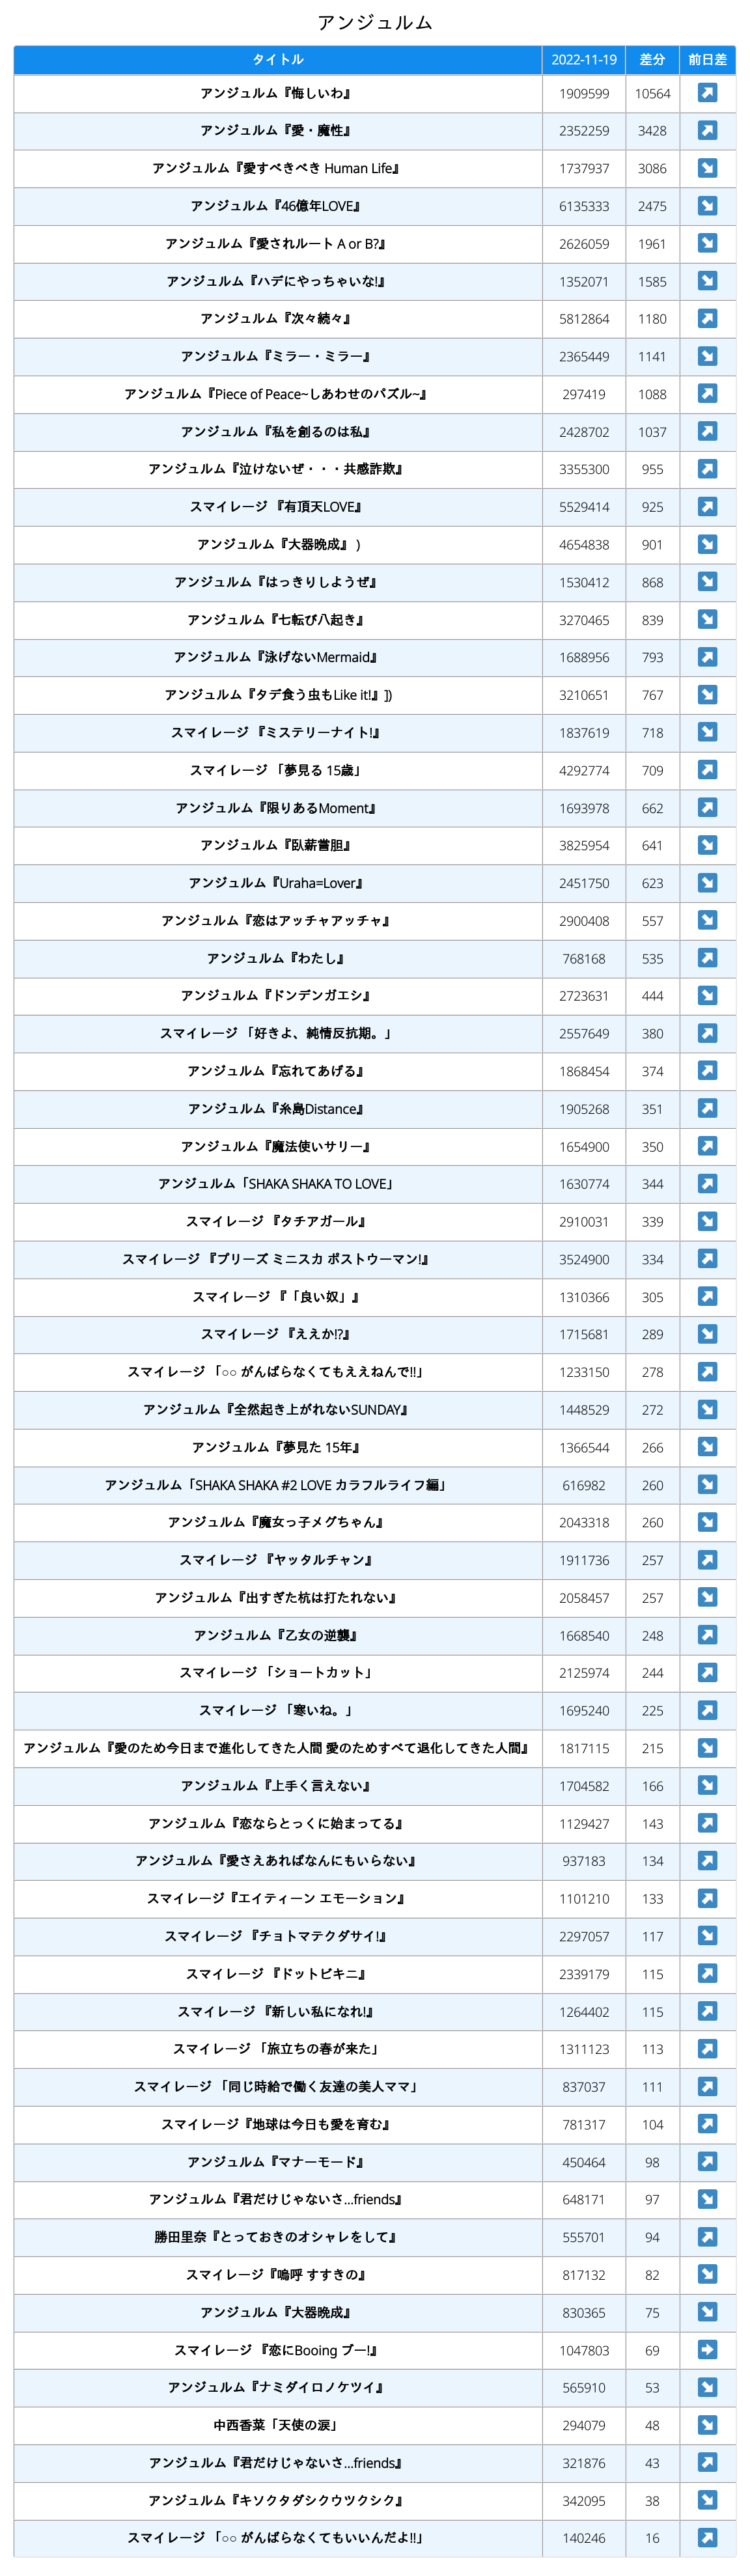 アンジュルム
タイトル 2022-11-19 差分 前日差
アンジュルム『悔しいわ』 1909599 10564 ↗
アンジュルム『愛・魔性』 2352259 3428 ↗
アンジュルム『愛すべきべき Human Life』 1737937 3086 ↘
アンジュルム『46億年LOVE』 6135333 2475 ↘
アンジュルム『愛されルート A or B?』 2626059 1961 ↘
アンジュルム『ハデにやっちゃいな!』 1352071 1585 ↘
アンジュルム『次々続々』 5812864 1180 ↗
アンジュルム『ミラー・ミラー』 2365449 1141 ↘
アンジュルム『Piece of Peace~しあわせのパズル~』 297419 1088 ↗
アンジュルム『私を創るのは私』 2428702 1037 ↗
アンジュルム『泣けないぜ・・・共感詐欺』 3355300 955 ↗
スマイレージ 『有頂天LOVE』 5529414 925 ↗
アンジュルム『大器晩成』 ) 4654838 901 ↘
アンジュルム『はっきりしようぜ』 1530412 868 ↘
アンジュルム『七転び八起き』 3270465 839 ↘
アンジュルム『泳げないMermaid』 1688956 793 ↗
アンジュルム『タデ食う虫もLike it!』]) 3210651 767 ↘
スマイレージ 『ミステリーナイト!』 1837619 718 ↘
スマイレージ 「夢見る 15歳」 4292774 709 ↗
アンジュルム『限りあるMoment』 1693978 662 ↗
アンジュルム『臥薪嘗胆』 3825954 641 ↘
アンジュルム『Uraha=Lover』 2451750 623 ↘
アンジュルム『恋はアッチャアッチャ』 2900408 557 ↘
アンジュルム『わたし』 768168 535 ↗
アンジュルム『ドンデンガエシ』 2723631 444 ↘
スマイレージ 「好きよ、純情反抗期。」 2557649 380 ↗
アンジュルム『忘れてあげる』 1868454 374 ↗
アンジュルム『糸島Distance』 1905268 351 ↗
アンジュルム『魔法使いサリー』 1654900 350 ↗
アンジュルム「SHAKA SHAKA TO LOVE」 1630774 344 ↗
スマイレージ 『タチアガール』 2910031 339 ↘
スマイレージ 『プリーズ ミニスカ ポストウーマン!』 3524900 334 ↗
スマイレージ 『「良い奴」』 1310366 305 ↗
スマイレージ 『ええか!?』 1715681 289 ↘
スマイレージ 「○○ がんばらなくてもええねんで!!」 1233150 278 ↗
アンジュルム『全然起き上がれないSUNDAY』 1448529 272 ↘
アンジュルム『夢見た 15年』 1366544 266 ↘
アンジュルム「SHAKA SHAKA #2 LOVE カラフルライフ編」 616982 260 ↘
アンジュルム『魔女っ子メグちゃん』 2043318 260 ↘
スマイレージ 『ヤッタルチャン』 1911736 257 ↗
アンジュルム『出すぎた杭は打たれない』 2058457 257 ↘
アンジュルム『乙女の逆襲』 1668540 248 ↗
スマイレージ 「ショートカット」 2125974 244 ↗
スマイレージ 「寒いね。」 1695240 225 ↗
アンジュルム『愛のため今日まで進化してきた人間 愛のためすべて退化してきた人間』 1817115 215 ↘
アンジュルム『上手く言えない』 1704582 166 ↘
アンジュルム『恋ならとっくに始まってる』 1129427 143 ↗
アンジュルム『愛さえあればなんにもいらない』 937183 134 ↗
スマイレージ『エイティーン エモーション』 1101210 133 ↗
スマイレージ 『チョトマテクダサイ!』 2297057 117 ↘
スマイレージ 『ドットビキニ』 2339179 115 ↗
スマイレージ 『新しい私になれ!』 1264402 115 ↗
スマイレージ 「旅立ちの春が来た」 1311123 113 ↗
スマイレージ 「同じ時給で働く友達の美人ママ」 837037 111 ↗
スマイレージ『地球は今日も愛を育む』 781317 104 ↗
アンジュルム『マナーモード』 450464 98 ↗
アンジュルム『君だけじゃないさ...friends』 648171 97 ↘
勝田里奈『とっておきのオシャレをして』 555701 94 ↗
スマイレージ『嗚呼 すすきの』 817132 82 ↘
アンジュルム『大器晩成』 830365 75 ↘
スマイレージ 『恋にBooing ブー!』 1047803 69 ➡
アンジュルム『ナミダイロノケツイ』 565910 53 ↘
中西香菜「天使の涙」 294079 48 ↘
アンジュルム『君だけじゃないさ...friends』 321876 43 ↗
アンジュルム『キソクタダシクウツクシク』 342095 38 ↘
スマイレージ 「○○ がんばらなくてもいいんだよ!!」 140246 16 ↗